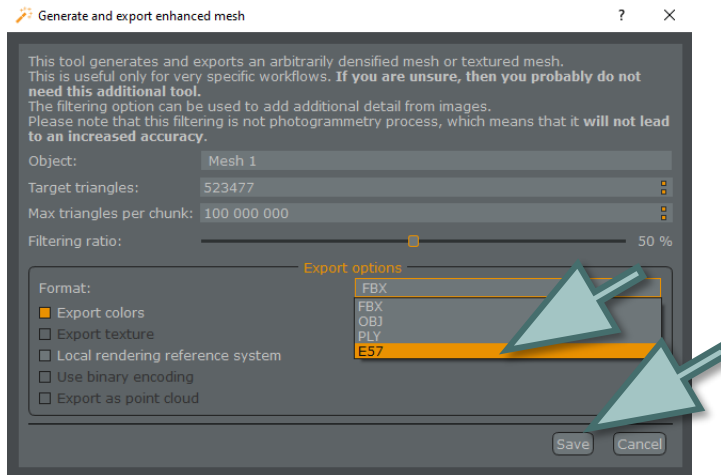 Generate and export enhanced mesh
This tool generates and exports an arbitrarily densified mesh or textured mesh.
This is useful only for very specific workflows. If you are unsure, then you probably do not
need this additional tool.
The filtering option can be used to add additional detail from images.
Please note that this filtering is not photogrammetry process, which means that it will not lead
to an increased accuracy.
Object: Mesh 1
Target triangles: 523477
Max triangles per chunk: 100 000 000
Filtering ratio: 50 %
Export options
Format: FBX
FBX
Export colors
OBJ
Export texture
PLY
Local rendering reference system
E57
Use binary encoding
Export as point cloud
Save Cancel